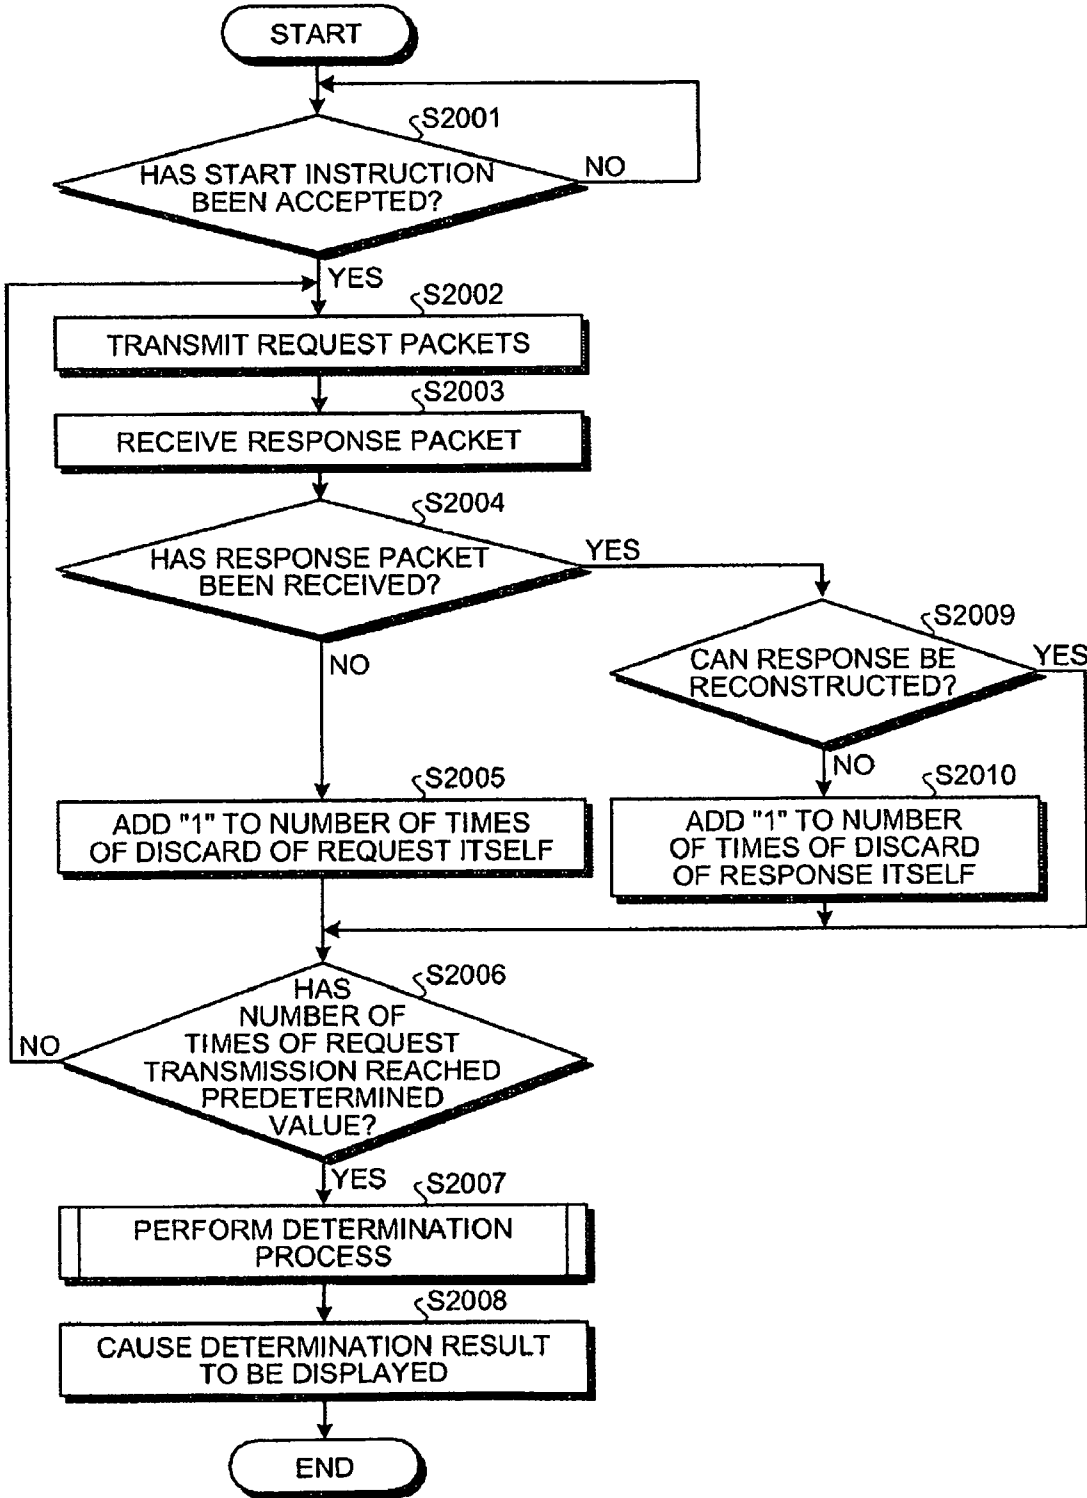 START
S2001
HAS START INSTRUCTION
BEEN ACCEPTED?
NO
YES
S2002
TRANSMIT REQUEST PACKETS
S2003
RECEIVE RESPONSE PACKET
S2004
HAS RESPONSE PACKET
BEEN RECEIVED?
YES
NO
S2009
CAN RESPONSE BE
RECONSTRUCTED?
YES
NO
S2005
ADD "1" TO NUMBER OF TIMES
OF DISCARD OF REQUEST ITSELF
S2010
ADD "1" TO NUMBER
OF TIMES OF DISCARD
OF RESPONSE ITSELF
S2006
HAS
NUMBER OF
TIMES OF REQUEST
TRANSMISSION REACHED
PREDETERMINED
VALUE?
NO
YES
S2007
PERFORM DETERMINATION
PROCESS
S2008
CAUSE DETERMINATION RESULT
TO BE DISPLAYED
END